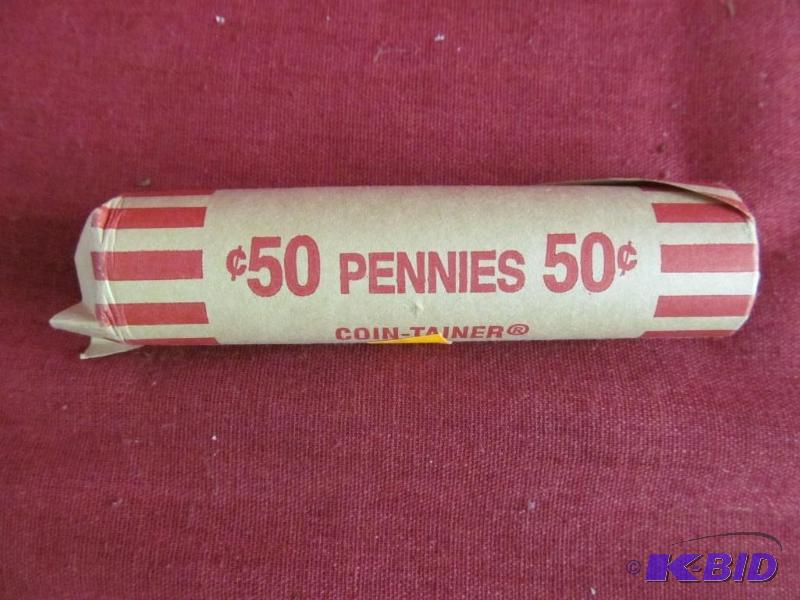 ¢50 PENNIES 50¢
COIN-TAINER®
© K-BID